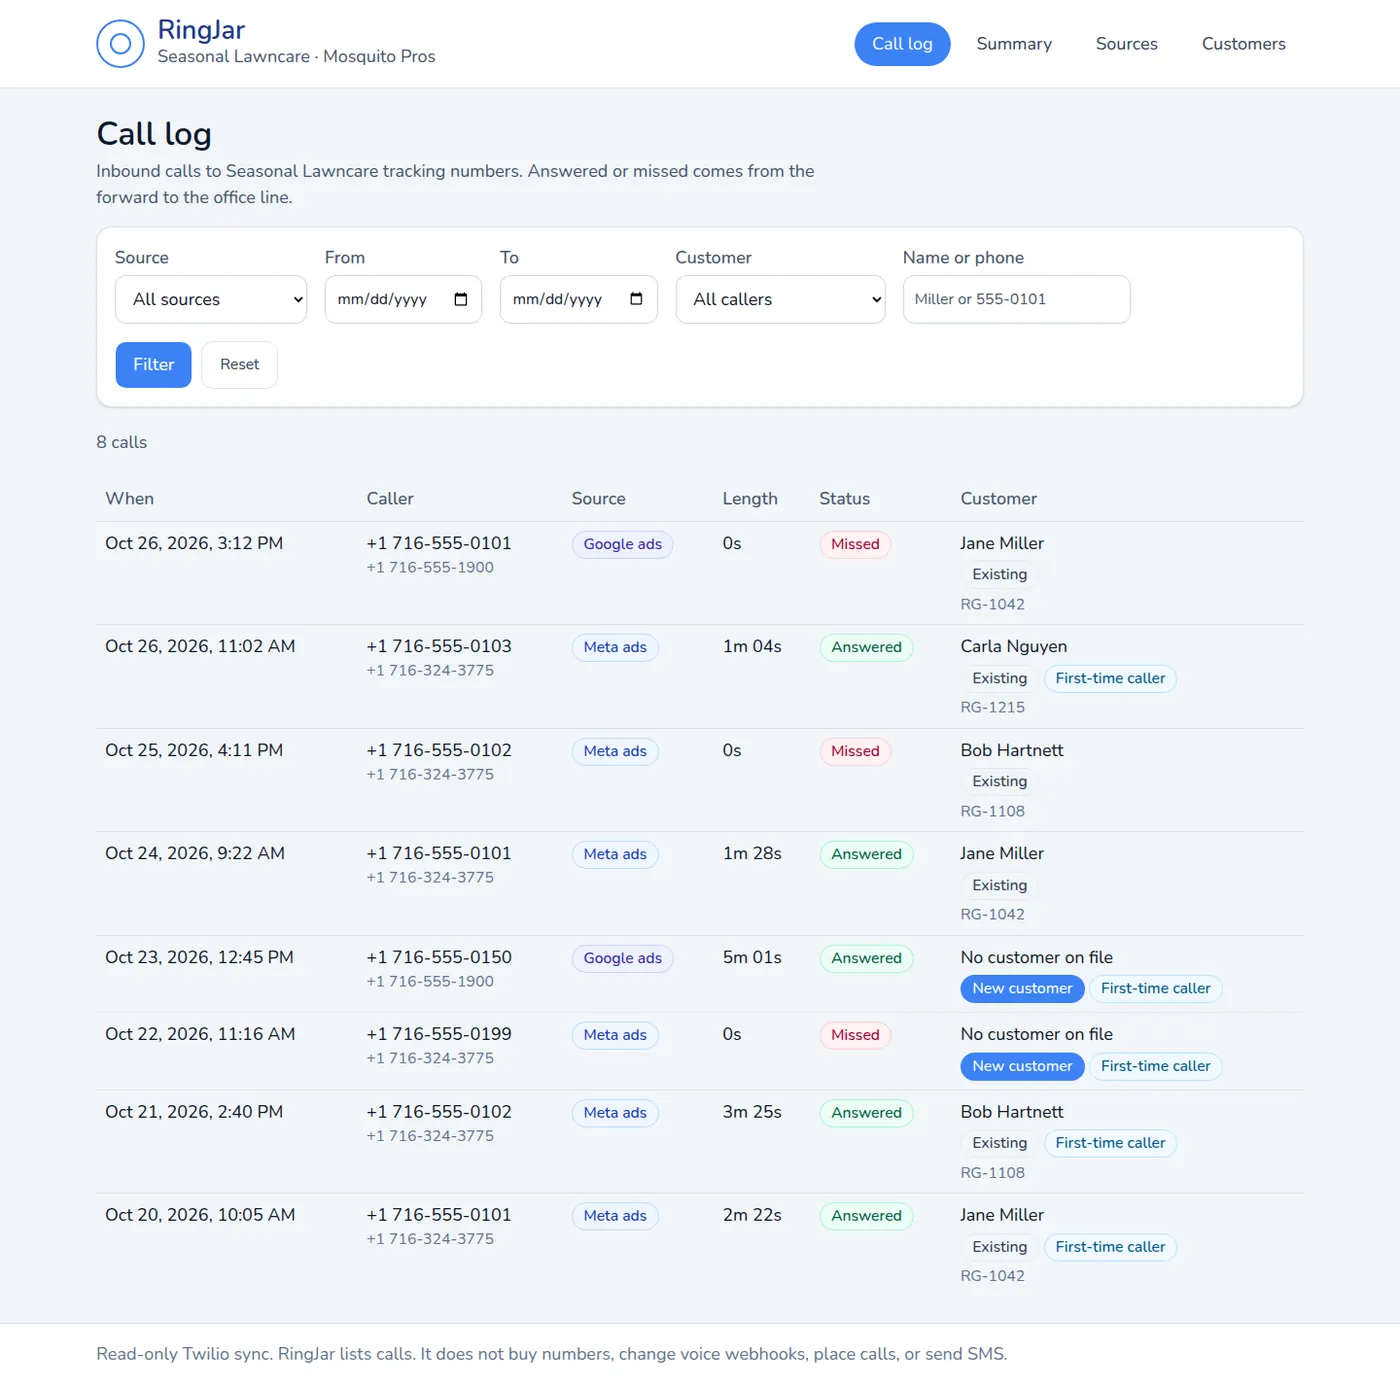 RingJar
Seasonal Lawncare · Mosquito Pros
Call log
Summary
Sources
Customers
Call log
Inbound calls to Seasonal Lawncare tracking numbers. Answered or missed comes from the
forward to the office line.
Source
From
To
Customer
Name or phone
All sources
mm/dd/yyyy
mm/dd/yyyy
All callers
Miller or 555-0101
Filter
Reset
8 calls
When Caller Source Length Status Customer
Oct 26, 2026, 3:12 PM +1 716-555-0101 Google ads 0s Missed Jane Miller
+1 716-555-1900 Existing
RG-1042
Oct 26, 2026, 11:02 AM +1 716-555-0103 Meta ads 1m 04s Answered Carla Nguyen
+1 716-324-3775 Existing First-time caller
RG-1215
Oct 25, 2026, 4:11 PM +1 716-555-0102 Meta ads 0s Missed Bob Hartnett
+1 716-324-3775 Existing
RG-1108
Oct 24, 2026, 9:22 AM +1 716-555-0101 Meta ads 1m 28s Answered Jane Miller
+1 716-324-3775 Existing
RG-1042
Oct 23, 2026, 12:45 PM +1 716-555-0150 Google ads 5m 01s Answered No customer on file
+1 716-555-1900 New customer First-time caller
Oct 22, 2026, 11:16 AM +1 716-555-0199 Meta ads 0s Missed No customer on file
+1 716-324-3775 New customer First-time caller
Oct 21, 2026, 2:40 PM +1 716-555-0102 Meta ads 3m 25s Answered Bob Hartnett
+1 716-324-3775 Existing First-time caller
RG-1108
Oct 20, 2026, 10:05 AM +1 716-555-0101 Meta ads 2m 22s Answered Jane Miller
+1 716-324-3775 Existing First-time caller
RG-1042
Read-only Twilio sync. RingJar lists calls. It does not buy numbers, change voice webhooks, place calls, or send SMS.